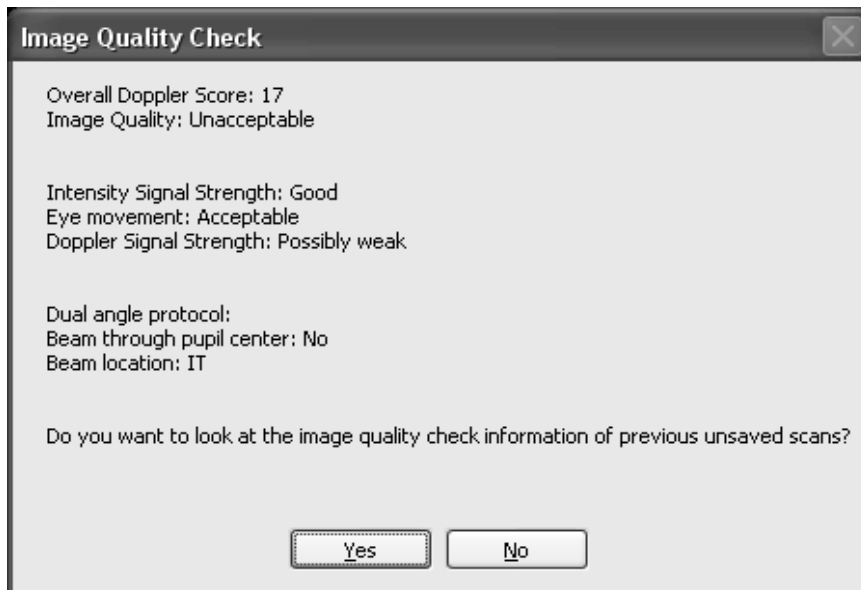 Image Quality Check
Overall Doppler Score: 17
Image Quality: Unacceptable
Intensity Signal Strength: Good
Eye movement: Acceptable
Doppler Signal Strength: Possibly weak
Dual angle protocol:
Beam through pupil center: No
Beam location: IT
Do you want to look at the image quality check information of previous unsaved scans?
Yes
No